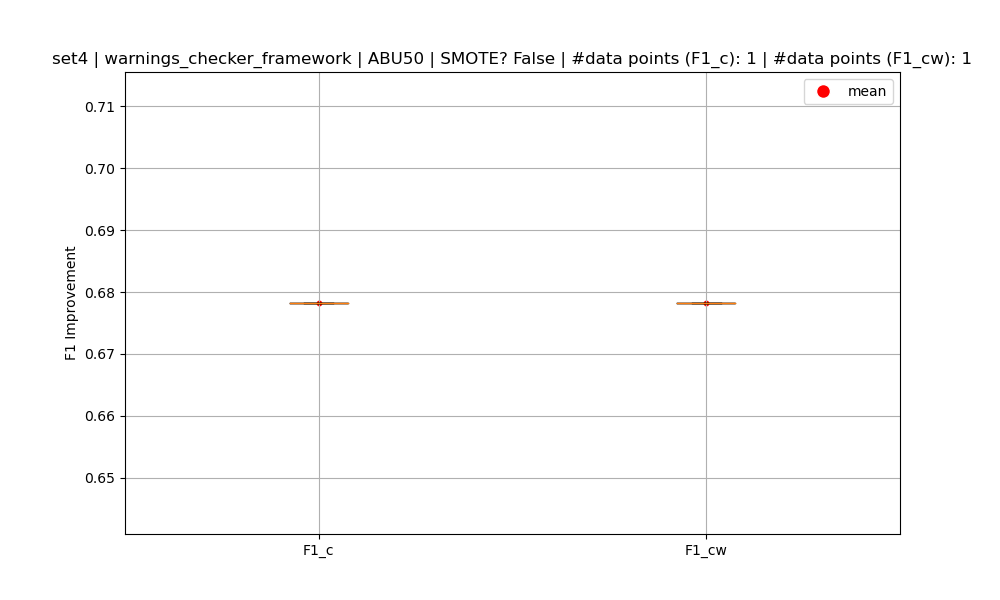 set4 | warnings_checker_framework | ABU50 | SMOTE? False | #data points (F1_c): 1 | #data points (F1_cw): 1
mean
0.71
0.70
0.69
0.68
0.67
0.66
0.65
F1 Improvement
F1_c
F1_cw